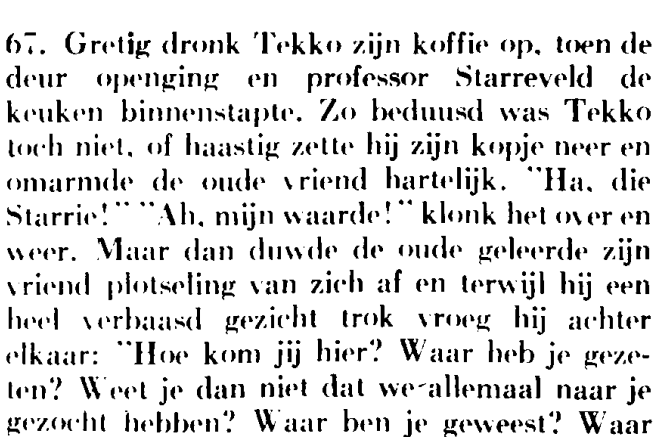 67. Gretig dronk Tekko zijn koffie op, toen de
deur openging en professor Starreveld de
keuken binnenstapte. Zo beduusd was Tekko
toch niet, of haastig zette hij zijn kopje neer en
omarmde de oude vriend hartelijk. "Ha, die
Starrie!" "Ah, mijn waarde!" klonk het over en
weer. Maar dan duwde de oude geleerde zijn
vriend plotseling van zich af en terwijl hij een
heel verbaasd gezicht trok vroeg hij achter
elkaar: "Hoe kom jij hier? Waar heb je geze-
ten? Weet je dan niet dat we allemaal naar je
gezocht hebben? Waar ben je geweest? Waar